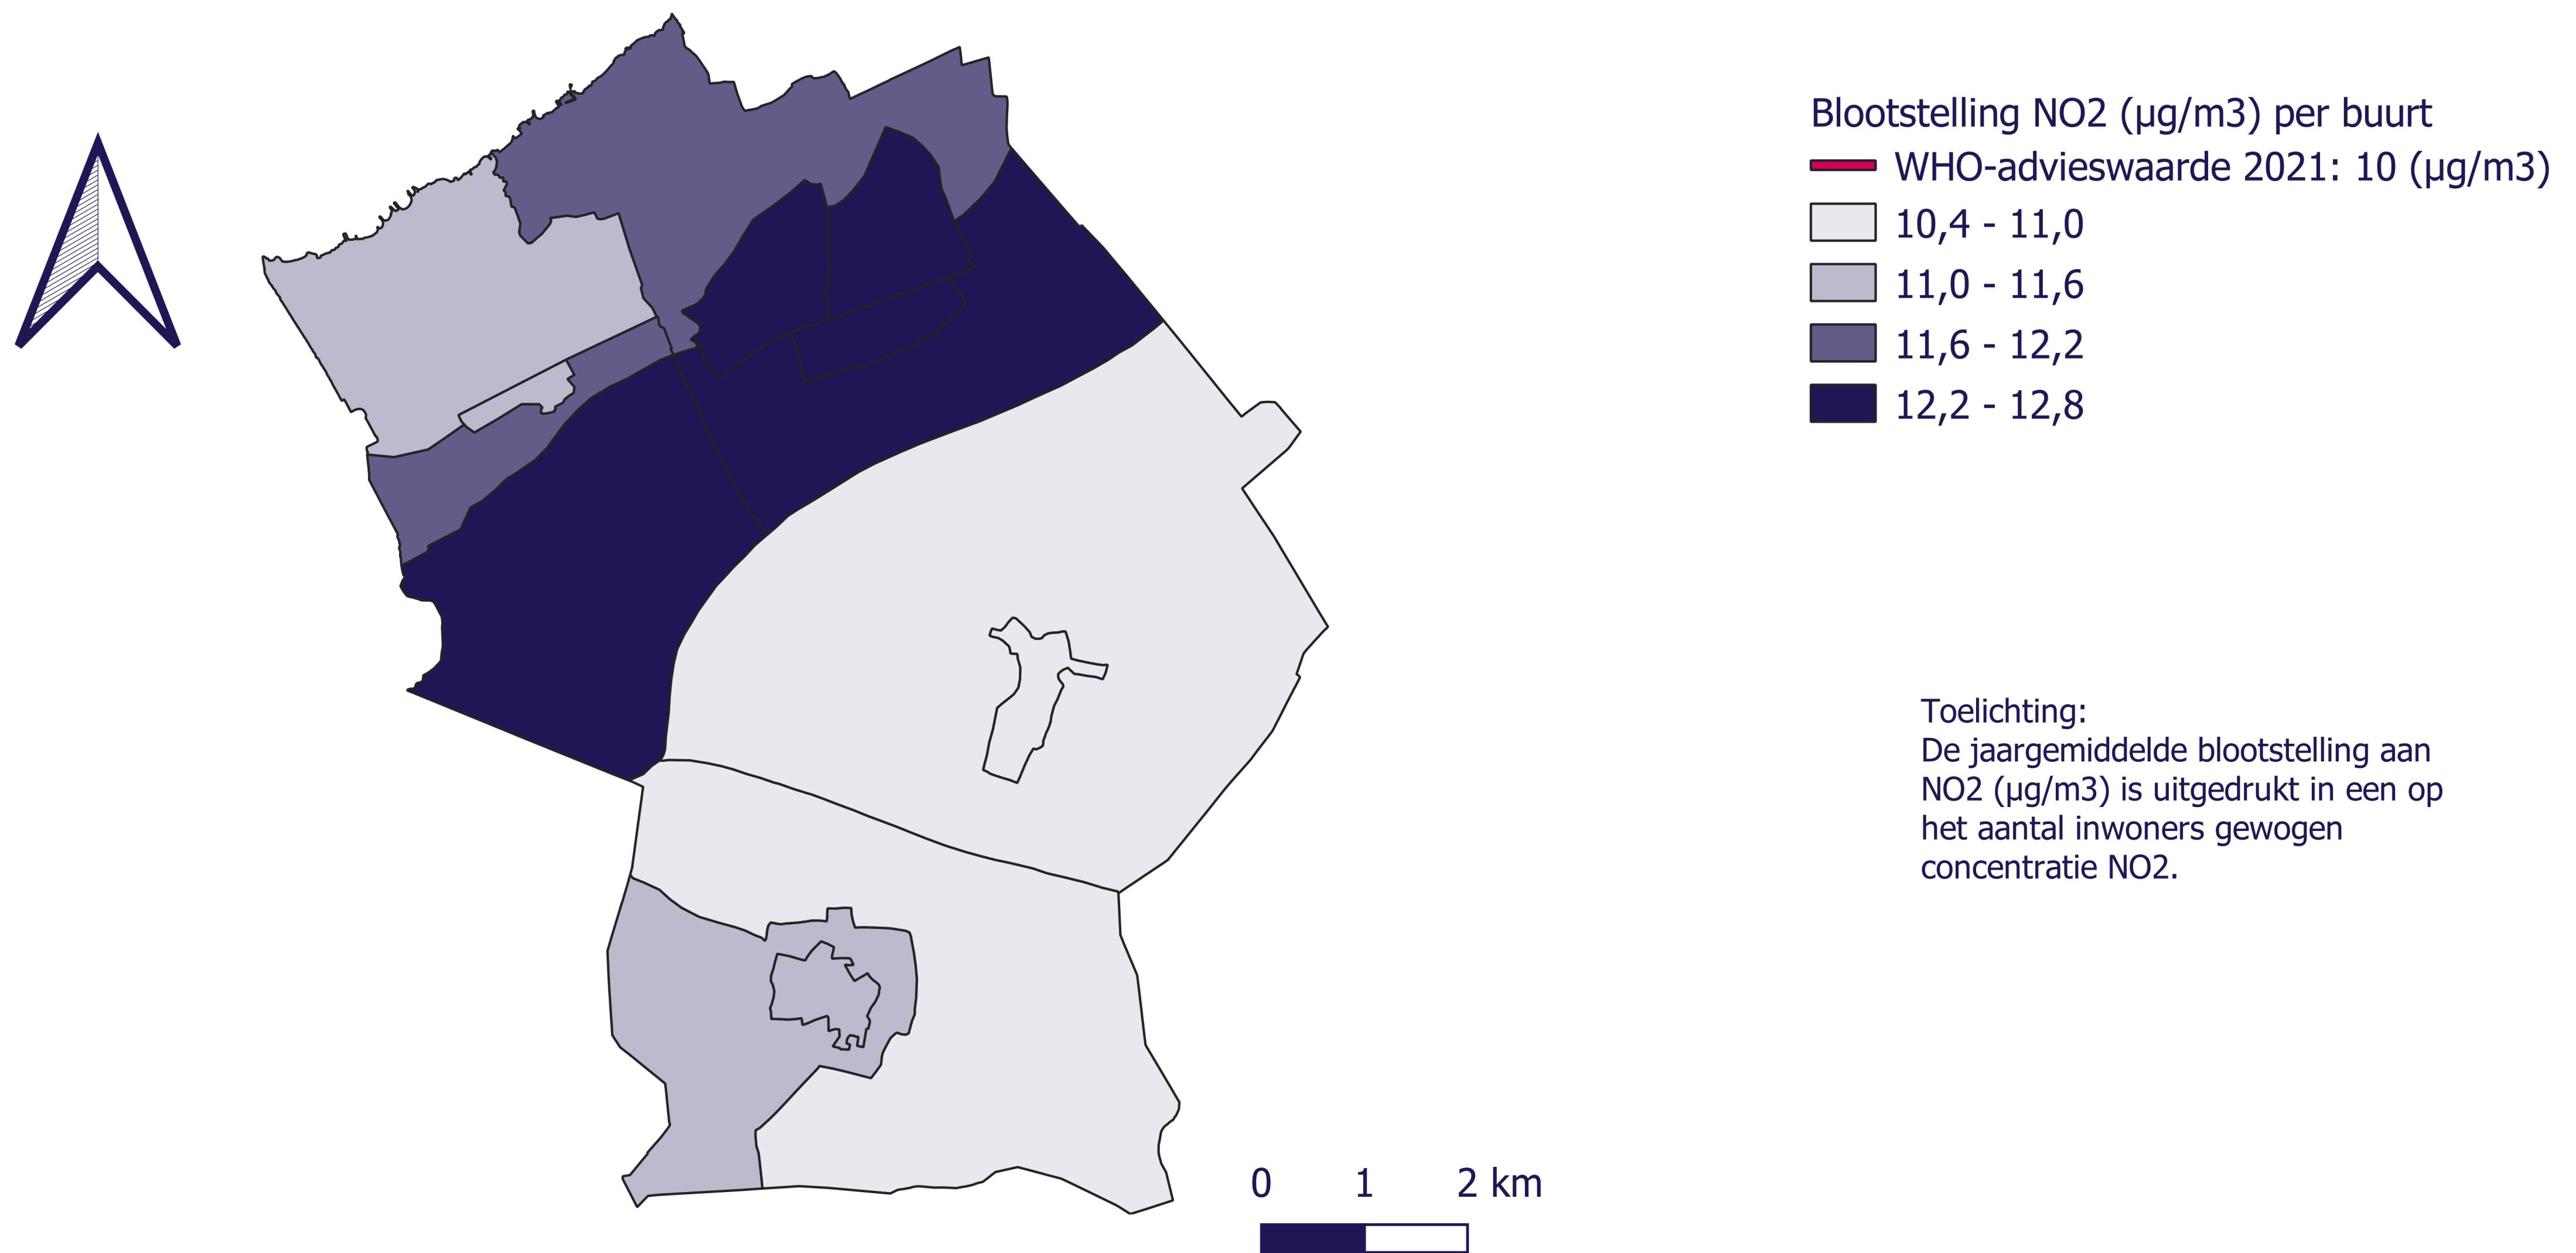 Blootstelling NO2 (µg/m3) per buurt
WHO-advieswaarde 2021: 10 (µg/m3)
10,4 - 11,0
11,0 - 11,6
11,6 - 12,2
12,2 - 12,8
Toelichting:
De jaargemiddelde blootstelling aan
NO2 (µg/m3) is uitgedrukt in een op
het aantal inwoners gewogen
concentratie NO2.
0 1 2 km